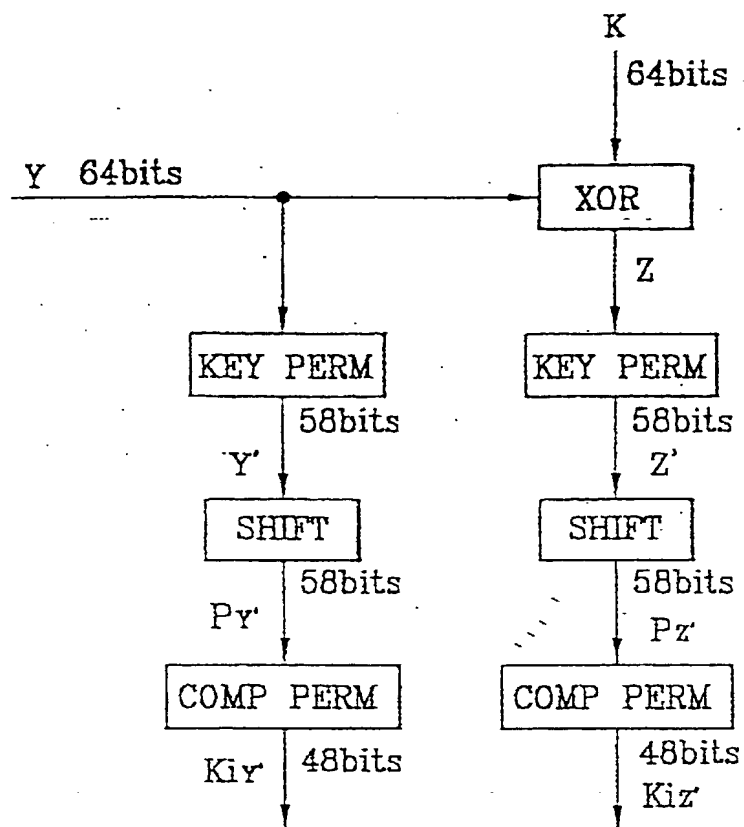 K
64bits
Y 64bits
XOR
Z
KEY PERM
KEY PERM
58bits
58bits
Y'
Z'
SHIFT
SHIFT
58bits
58bits
PY'
PZ'
COMP PERM
COMP PERM
KiY'
48bits
48bits
KiZ'